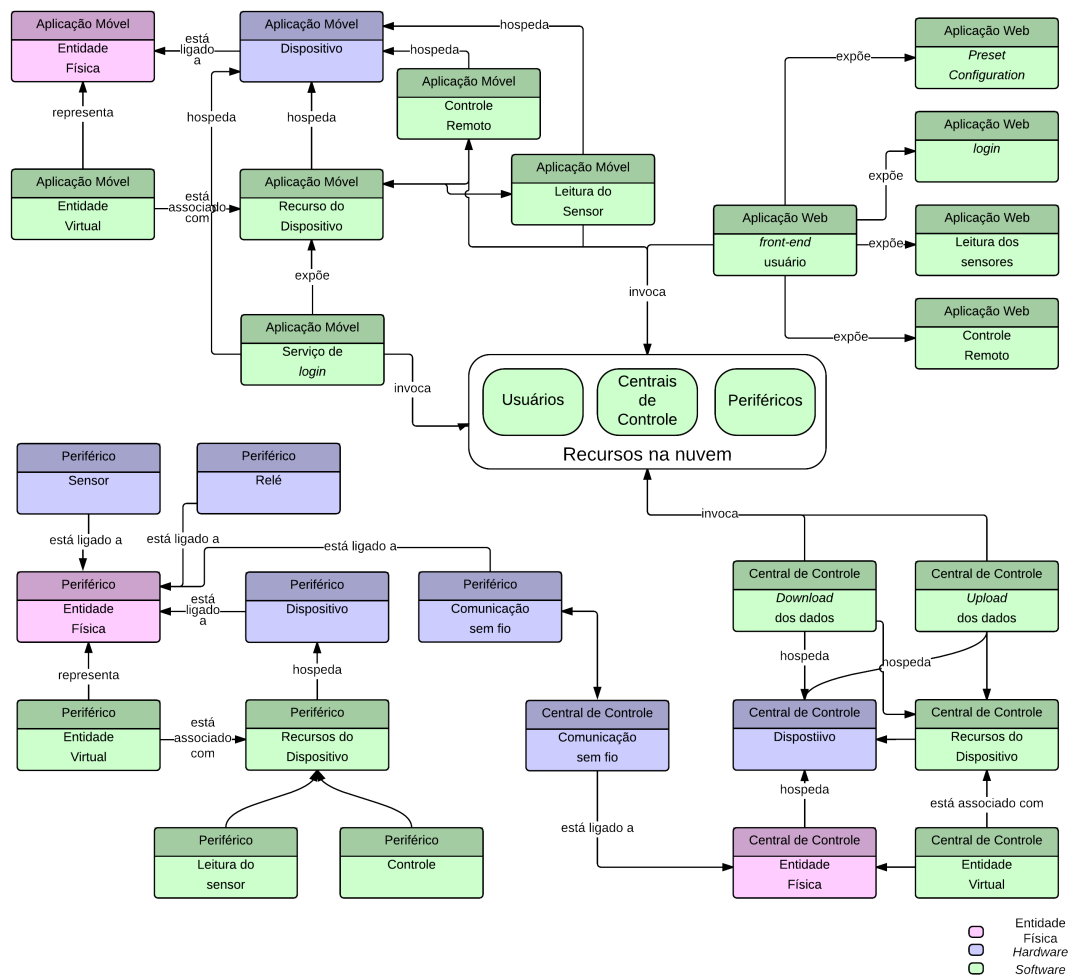 Aplicação Móvel
Entidade
Física
está
ligado
a
Aplicação Móvel
Dispositivo
hospeda
hospeda
Aplicação Móvel
Controle
Remoto
representa
hospeda
hospeda
Aplicação Móvel
Entidade
Virtual
está
associado
com
Aplicação Móvel
Recurso do
Dispositivo
Aplicação Móvel
Leitura do
Sensor
expõe
Aplicação Móvel
Serviço de
login
invoca
invoca
Aplicação Web
front-end
usuário
expõe
Aplicação Web
Preset
Configuration
expõe
Aplicação Web
login
expõe
Aplicação Web
Leitura dos
sensores
expõe
Aplicação Web
Controle
Remoto
Usuários
Centrais
de
Controle
Periféricos
Recursos na nuvem
Periférico
Sensor
Periférico
Relé
está ligado a
está ligado a
está ligado a
Periférico
Entidade
Física
está
ligado
a
Periférico
Dispositivo
Periférico
Comunicação
sem fio
representa
hospeda
Periférico
Entidade
Virtual
está
associado
com
Periférico
Recursos do
Dispositivo
Periférico
Leitura do
sensor
Periférico
Controle
invoca
Central de Controle
Download
dos dados
Central de Controle
Upload
dos dados
hospeda
hospeda
Central de Controle
Comunicação
sem fio
Central de Controle
Dispostiivo
Central de Controle
Recursos do
Dispositivo
está ligado a
hospeda
está associado com
Central de Controle
Entidade
Física
Central de Controle
Entidade
Virtual
Entidade
Física
Hardware
Software